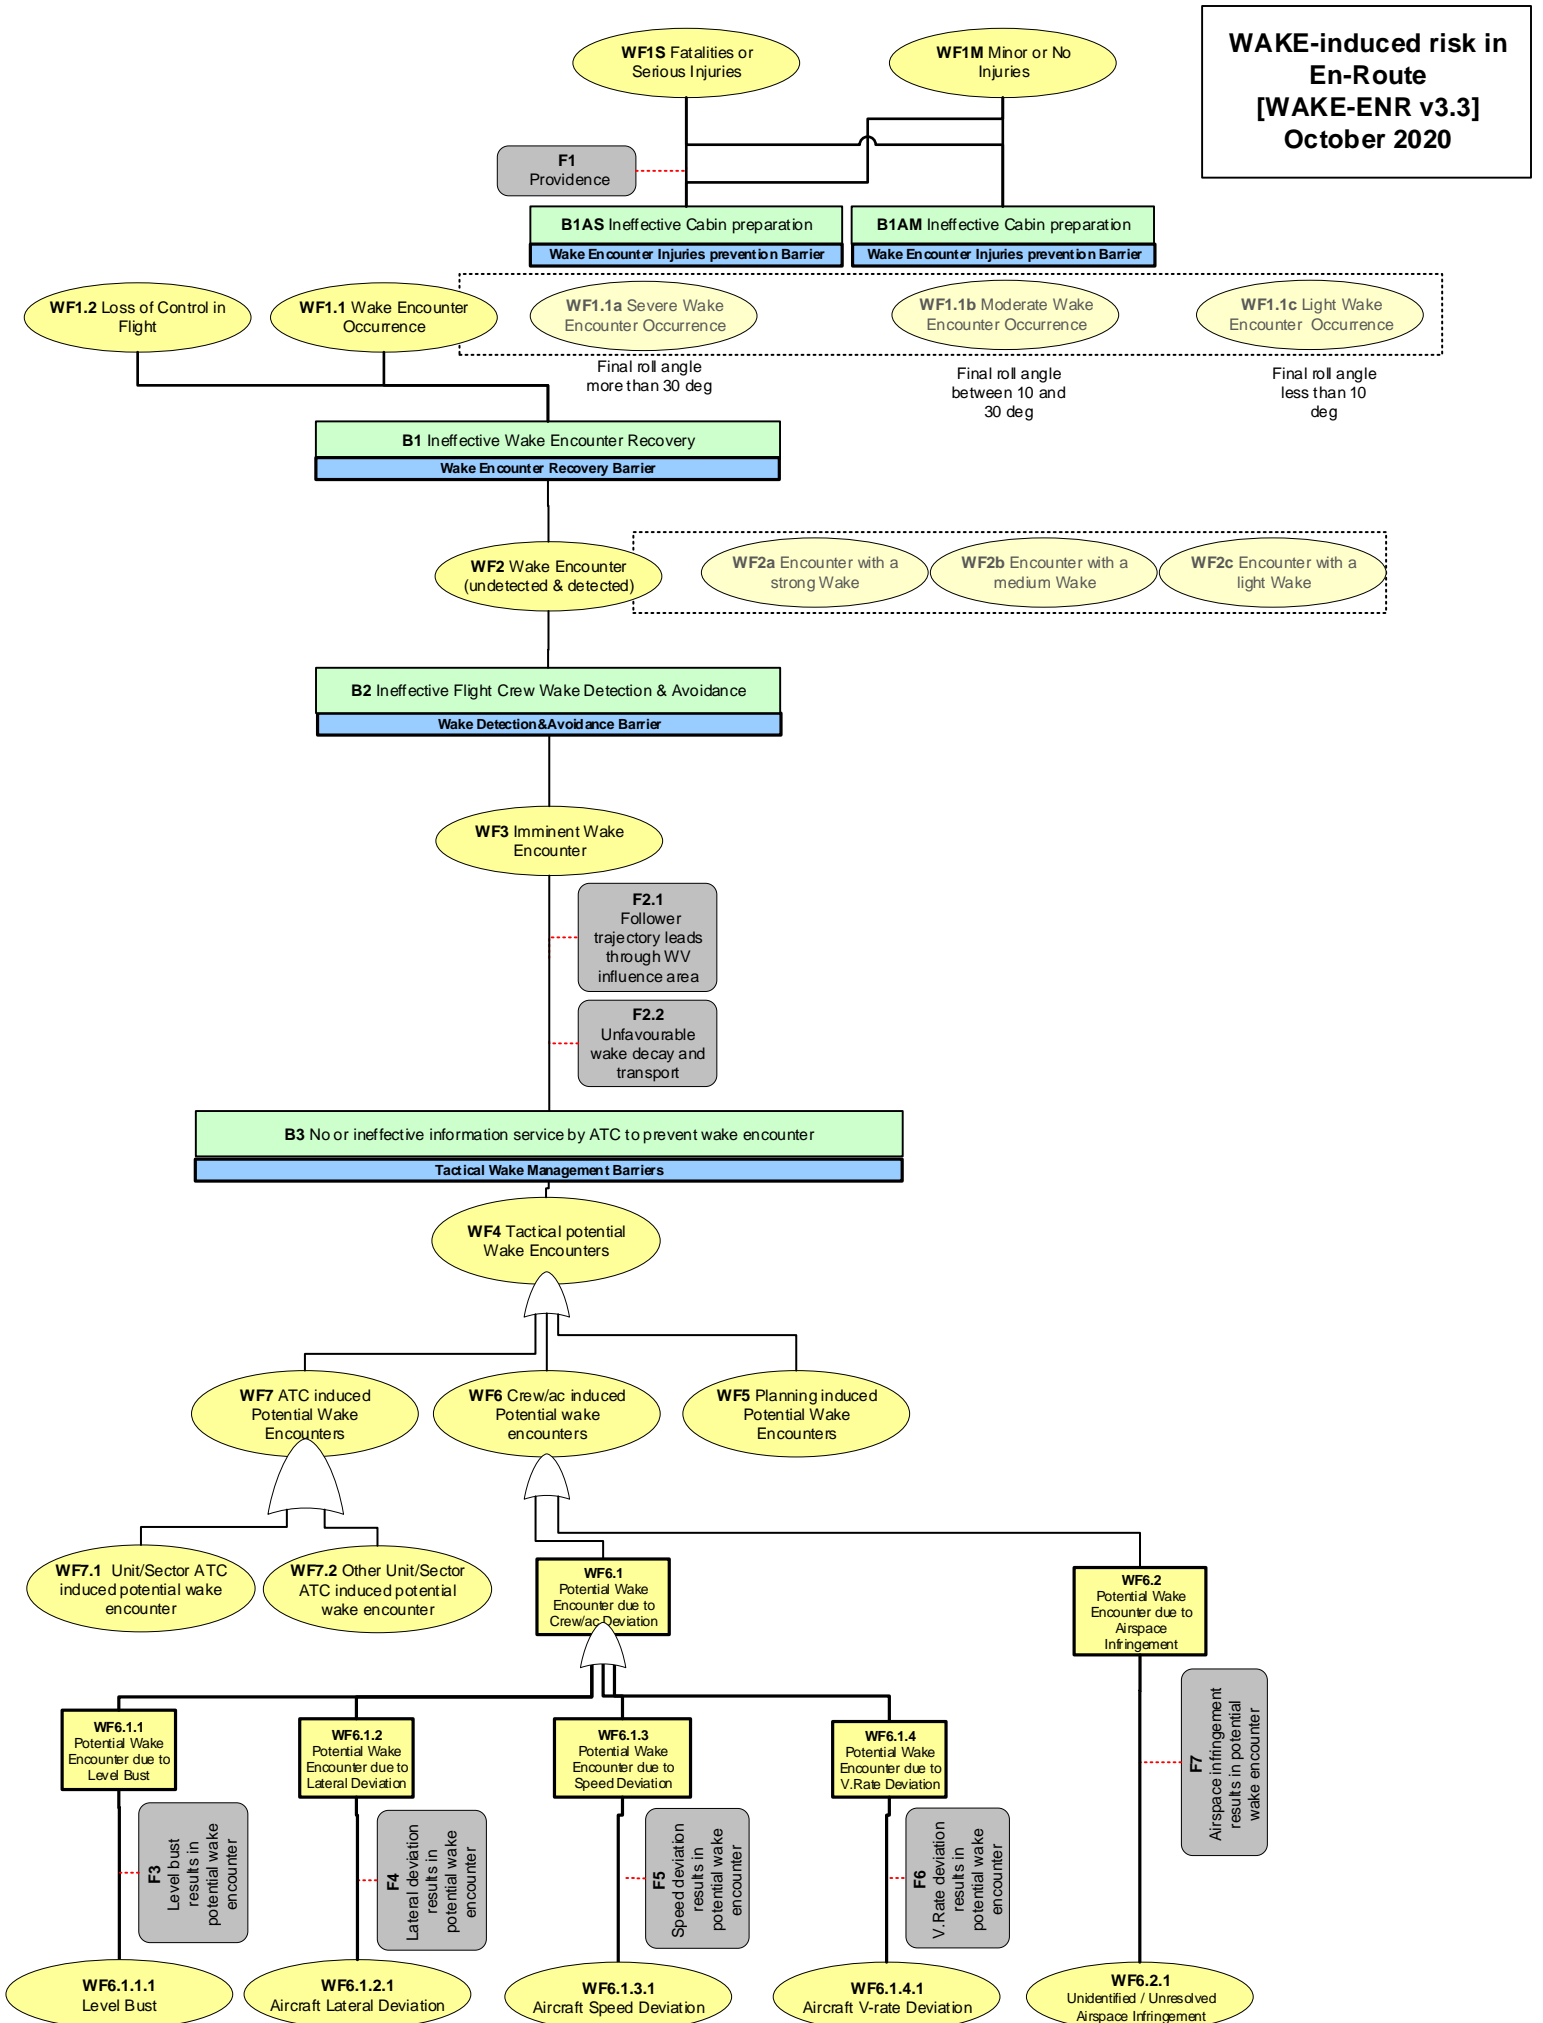 WAKE-induced risk in
En-Route
[WAKE-ENR v3.3]
October 2020
WF1S Fatalities or
Serious Injuries
WF1M Minor or No
Injuries
F1
Providence
B1AS Ineffective Cabin preparation
Wake Encounter Injuries prevention Barrier
B1AM Ineffective Cabin preparation
Wake Encounter Injuries prevention Barrier
WF1.2 Loss of Control in
Flight
WF1.1 Wake Encounter
Occurrence
WF1.1a Severe Wake
Encounter Occurrence
WF1.1b Moderate Wake
Encounter Occurrence
WF1.1c Light Wake
Encounter Occurrence
Final roll angle
more than 30 deg
Final roll angle
between 10 and
30 deg
Final roll angle
less than 10
deg
B1 Ineffective Wake Encounter Recovery
Wake Encounter Recovery Barrier
WF2 Wake Encounter
(undetected & detected)
WF2a Encounter with a
strong Wake
WF2b Encounter with a
medium Wake
WF2c Encounter with a
light Wake
B2 Ineffective Flight Crew Wake Detection & Avoidance
Wake Detection&Avoidance Barrier
WF3 Imminent Wake
Encounter
F2.1
Follower
trajectory leads
through WV
influence area
F2.2
Unfavourable
wake decay and
transport
B3 No or ineffective information service by ATC to prevent wake encounter
Tactical Wake Management Barriers
WF4 Tactical potential
Wake Encounters
WF7 ATC induced
Potential Wake
Encounters
WF6 Crew/ac induced
Potential wake
encounters
WF5 Planning induced
Potential Wake
Encounters
WF7.1 Unit/Sector ATC
induced potential wake
encounter
WF7.2 Other Unit/Sector
ATC induced potential
wake encounter
WF6.1
Potential Wake
Encounter due to
Crew/ac Deviation
WF6.2
Potential Wake
Encounter due to
Airspace
Infringement
WF6.1.1
Potential Wake
Encounter due to
Level Bust
WF6.1.2
Potential Wake
Encounter due to
Lateral Deviation
WF6.1.3
Potential Wake
Encounter due to
Speed Deviation
WF6.1.4
Potential Wake
Encounter due to
V.Rate Deviation
F7
Airspace infringement
results in potential
wake encounter
F3
Level bust
results in
potential wake
encounter
F4
Lateral deviation
results in
potential wake
encounter
F5
Speed deviation
results in
potential wake
encounter
F6
V.Rate deviation
results in
potential wake
encounter
WF6.1.1.1
Level Bust
WF6.1.2.1
Aircraft Lateral Deviation
WF6.1.3.1
Aircraft Speed Deviation
WF6.1.4.1
Aircraft V-rate Deviation
WF6.2.1
Unidentified / Unresolved
Airspace Infringement